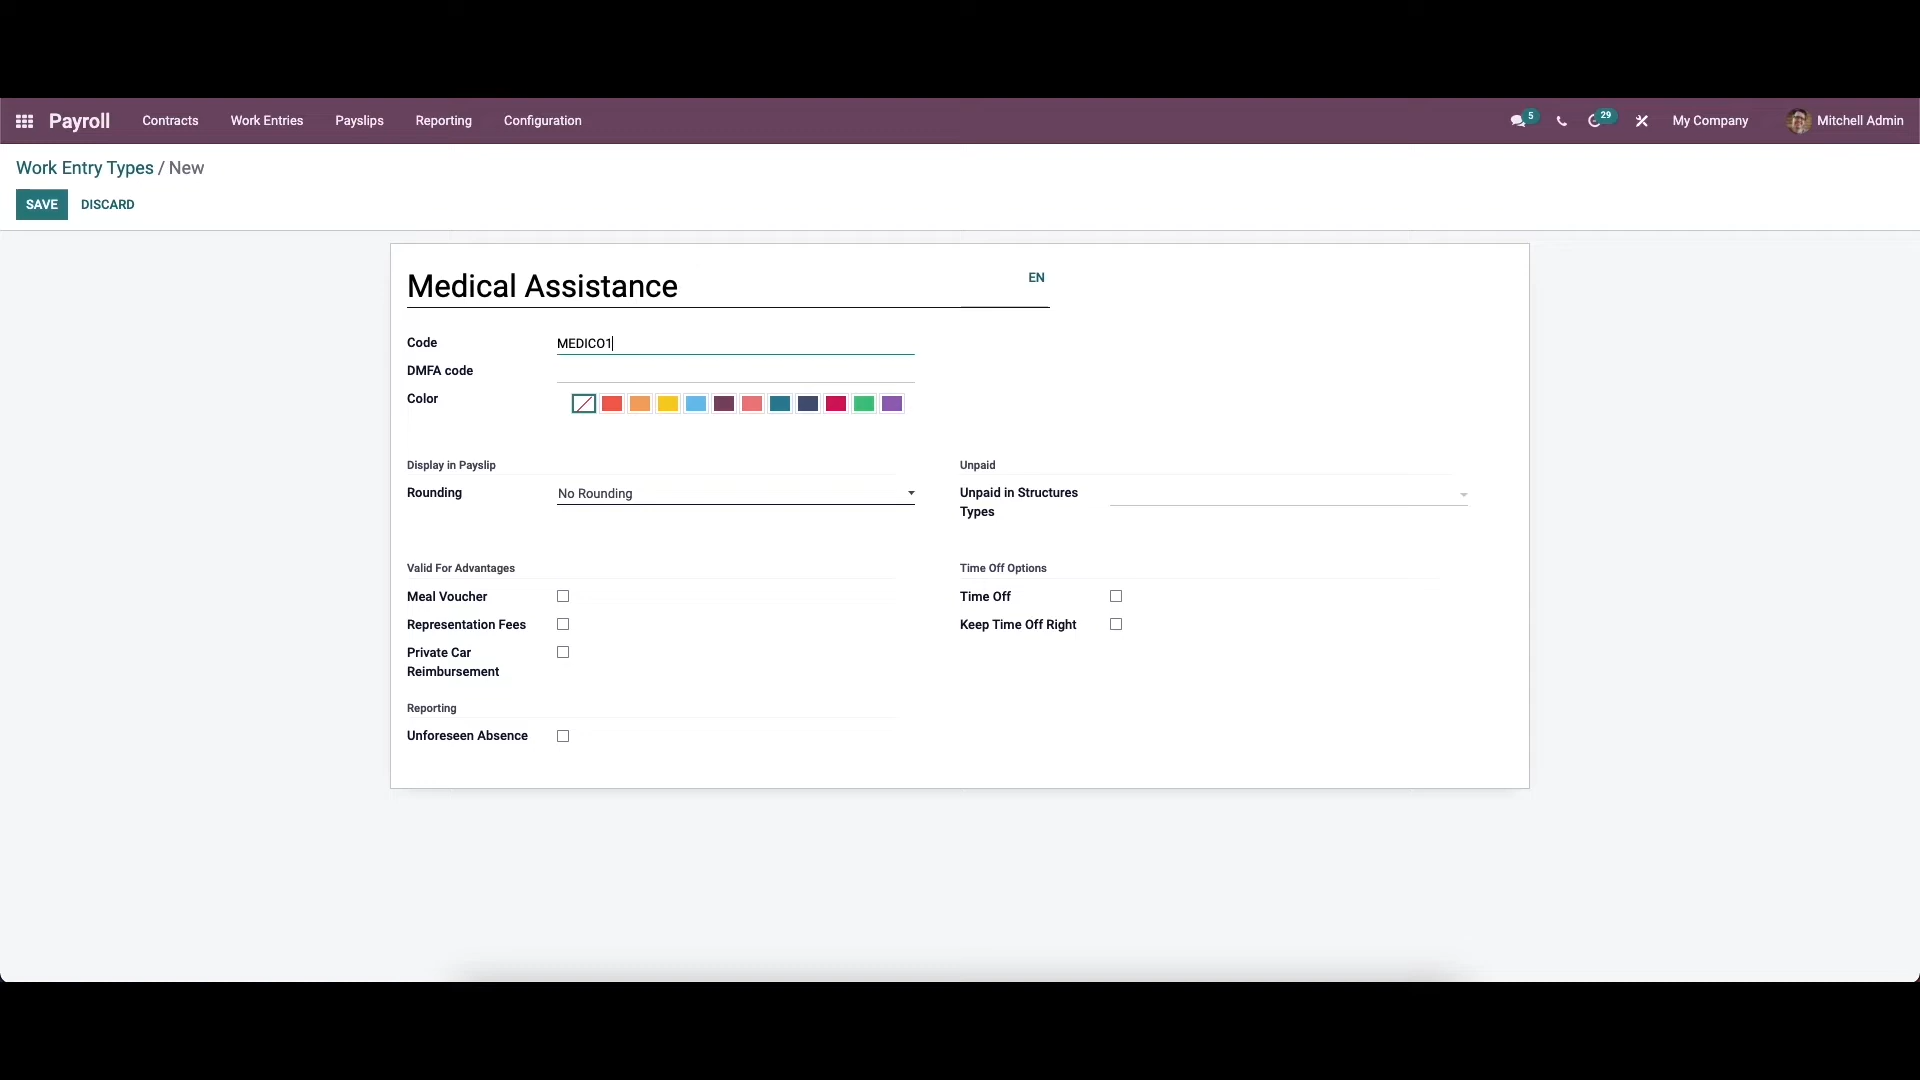 Payroll Contracts Work Entries Payslips Reporting Configuration 5 29 My Company Mitchell Admin
Work Entry Types / New
SAVE DISCARD
Medical Assistance EN
Code MEDICO1
DMFA code
Color
Display in Payslip Unpaid
Rounding No Rounding Unpaid in Structures
Types
Valid For Advantages Time Off Options
Meal Voucher Time Off
Representation Fees Keep Time Off Right
Private Car
Reimbursement
Reporting
Unforeseen Absence